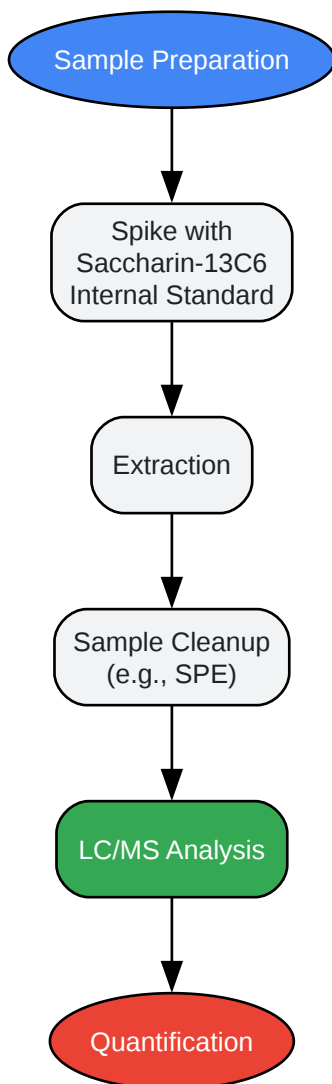 Sample Preparation
Spike with
Saccharin-13C6
Internal Standard
Extraction
Sample Cleanup
(e.g., SPE)
LC/MS Analysis
Quantification